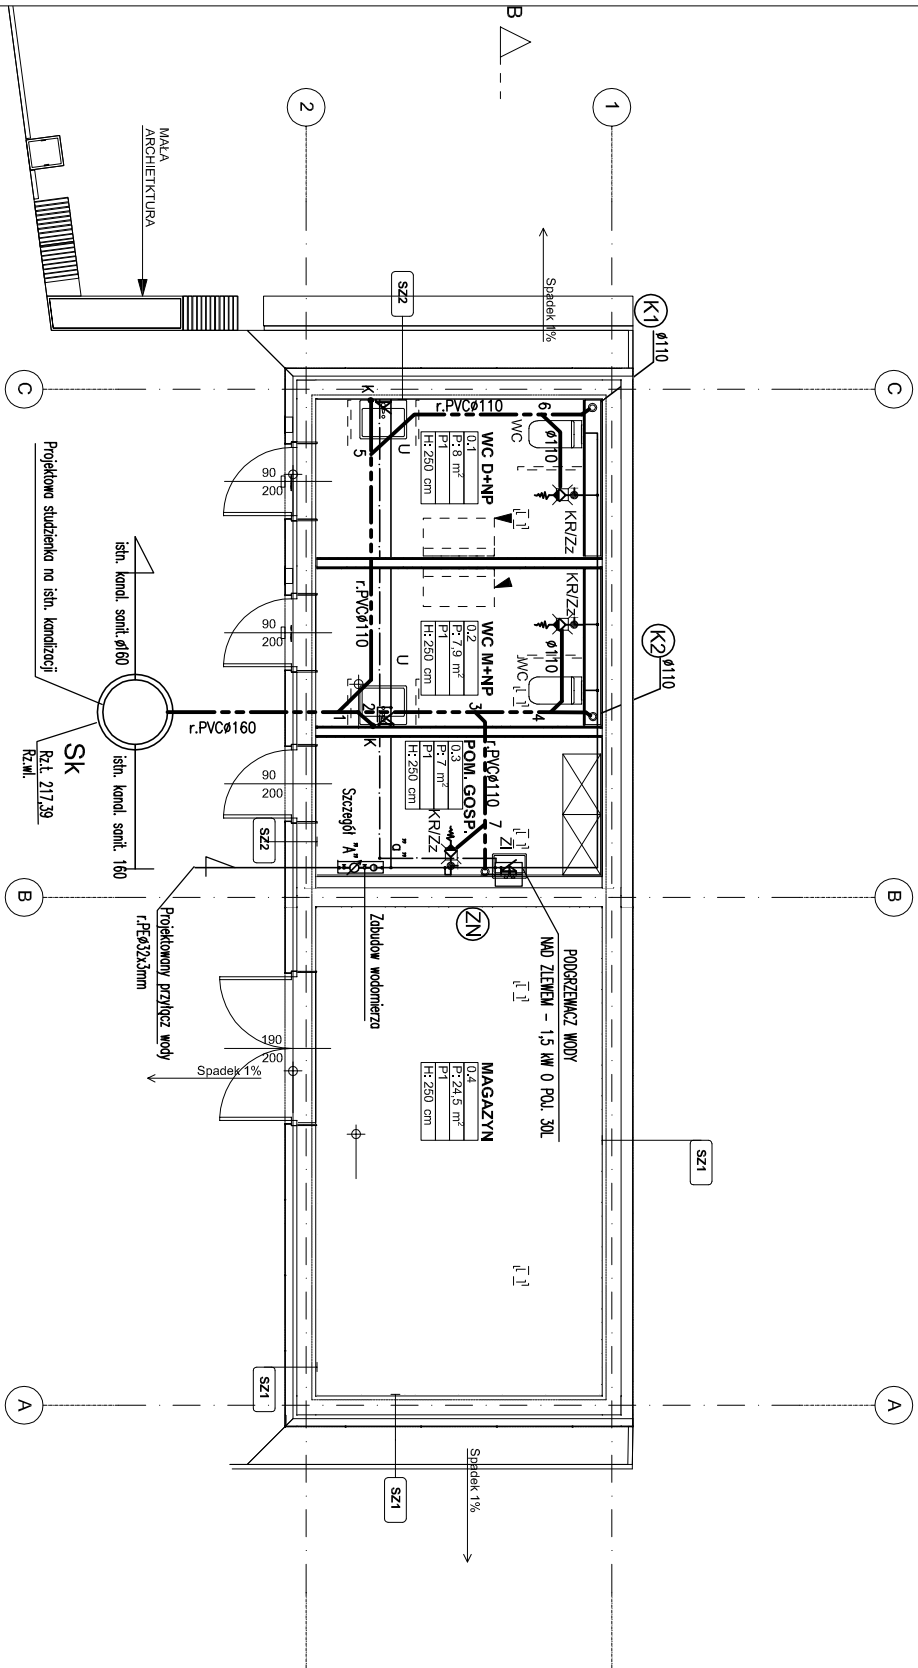 B
2
1
MAŁA
ARCHIETKTURA
Spadek 1%
SZ2
K1
ø110
C
C
K
U
5
r.PVCø110
6
WC
ø110
WC D+NP
0.1
P: 8 m²
P1
H: 250 cm
KR/Zz
90
200
Projektowa studzienka na istn. kanalizacji
istn. kanal. sanit. ø160
r.PVCø110
KR/Zz
ø110
WC
WC M+NP
0.2
P: 7,9 m²
P1
H: 250 cm
K2
ø110
90
200
U
1
2
K
3
4
r.PVCø160
Sk
Rz.t. 217,39
Rz.wł.
istn. kanal. sanit. 160
90
200
POM. GOSP.
0.3
P: 7 m²
P1
H: 250 cm
r.PVCø110
7
Zl
KR/Zz
"a"
Szczegół "A"
SZ2
B
B
ZN
Projektowany przyłącz wody
r.PEø32x3mm
Zabudow wodomierza
PODGRZEWACZ WODY
NAD ZLEWEM - 1,5 kW O POJ. 30L
190
200
Spadek 1%
MAGAZYN
0.4
P: 24,5 m²
P1
H: 250 cm
SZ1
SZ1
SZ1
A
A
Spadek 1%